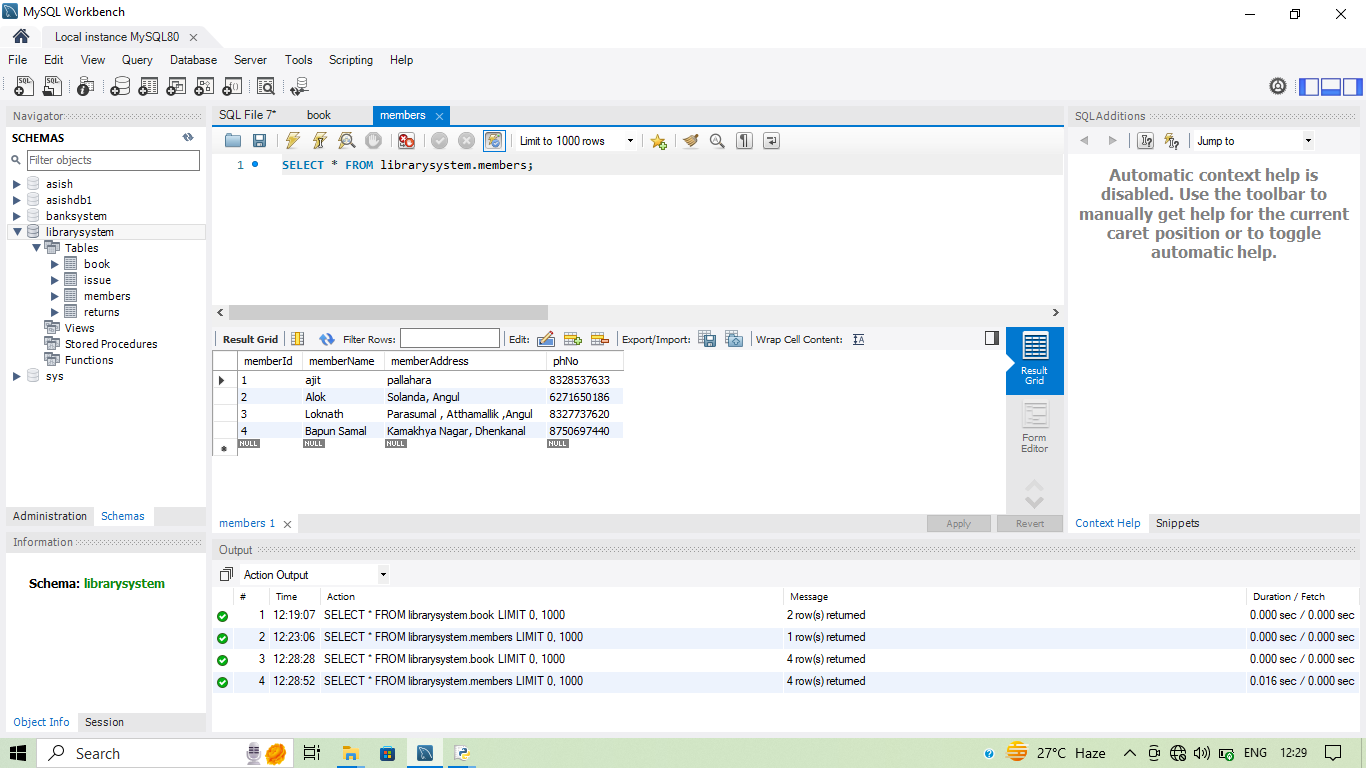 MySQL Workbench
Local instance MySQL80
File Edit View Query Database Server Tools Scripting Help
Navigator
SCHEMAS
Filter objects
asish
asishdb1
banksystem
librarysystem
Tables
book
issue
members
returns
Views
Stored Procedures
Functions
sys
Administration Schemas
Information
Schema: librarysystem
Object Info Session
SQL File 7* book members
Limit to 1000 rows
1 SELECT * FROM librarysystem.members;
Result Grid Filter Rows: Edit: Export/Import: Wrap Cell Content:
memberId memberName memberAddress phNo
1 ajit pallahara 8328537633
2 Alok Solanda, Angul 6271650186
3 Loknath Parasumal , Atthamallik ,Angul 8327737620
4 Bapun Samal Kamakhya Nagar, Dhenkanal 8750697440
NULL NULL NULL NULL
Result
Grid
Form
Editor
members 1 Apply Revert
SQLAdditions
Jump to
Automatic context help is
disabled. Use the toolbar to
manually get help for the current
caret position or to toggle
automatic help.
Context Help Snippets
Output
Action Output
# Time Action Message Duration / Fetch
1 12:19:07 SELECT * FROM librarysystem.book LIMIT 0, 1000 2 row(s) returned 0.000 sec / 0.000 sec
2 12:23:06 SELECT * FROM librarysystem.members LIMIT 0, 1000 1 row(s) returned 0.000 sec / 0.000 sec
3 12:28:28 SELECT * FROM librarysystem.book LIMIT 0, 1000 4 row(s) returned 0.000 sec / 0.000 sec
4 12:28:52 SELECT * FROM librarysystem.members LIMIT 0, 1000 4 row(s) returned 0.016 sec / 0.000 sec
Search 27°C Haze ENG 12:29